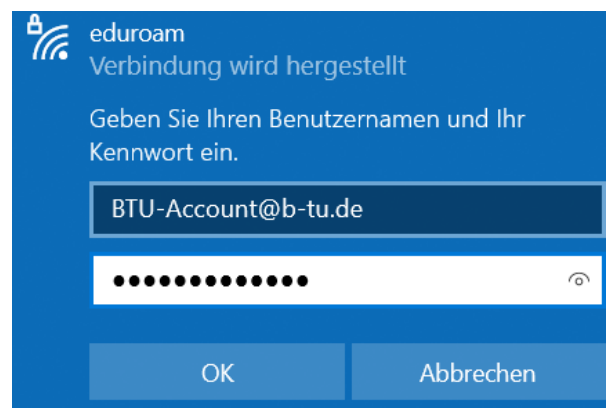 eduroam
Verbindung wird hergestellt
Geben Sie Ihren Benutzernamen und Ihr
Kennwort ein.
BTU-Account@b-tu.de
●●●●●●●●●●●●●
OK Abbrechen